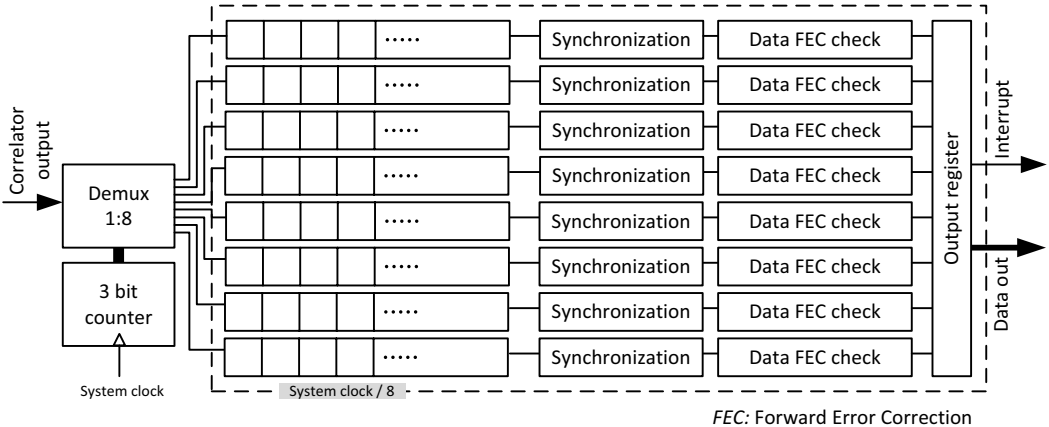 ..... Synchronization Data FEC check
..... Synchronization Data FEC check
..... Synchronization Data FEC check
..... Synchronization Data FEC check
..... Synchronization Data FEC check
..... Synchronization Data FEC check
..... Synchronization Data FEC check
..... Synchronization Data FEC check
Correlator
output
Demux
1:8
3 bit
counter
System clock
System clock / 8
Output register
Interrupt
Data out
FEC: Forward Error Correction